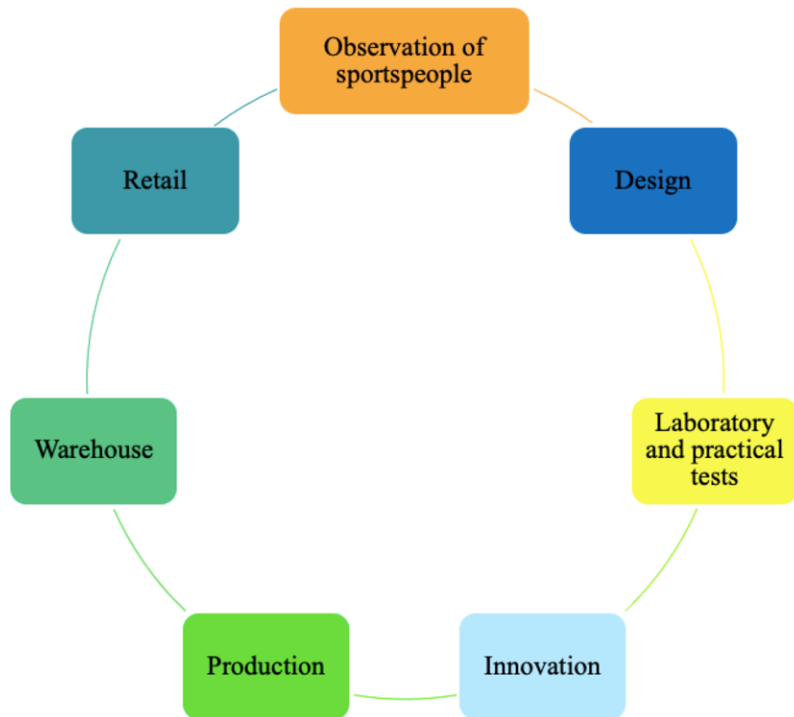 Observation of
sportspeople
Design
Laboratory
and practical
tests
Innovation
Production
Warehouse
Retail